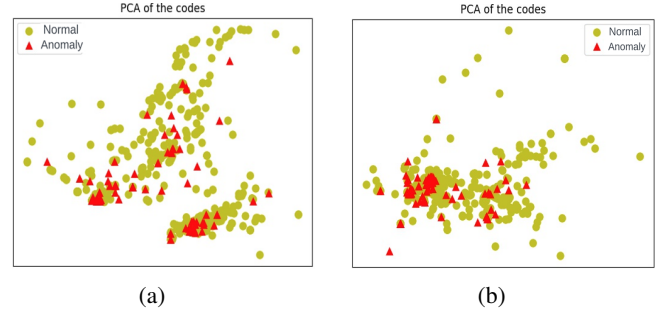 PCA of the codes
Normal
Anomaly
(a)
PCA of the codes
Normal
Anomaly
(b)